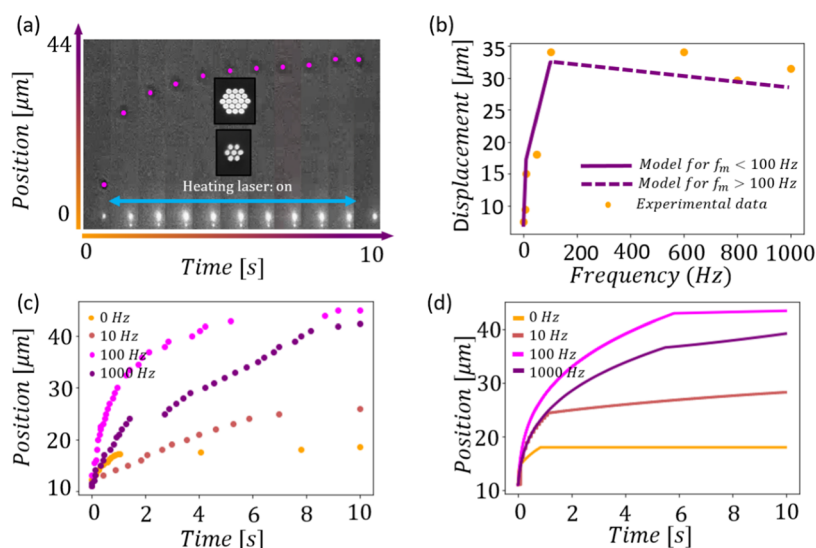 (a)
44
Position [μm]
0
Heating laser: on
0
10
Time [s]
(b)
35
30
25
20
15
10
Displacement [μm]
Model for f_m < 100 Hz
Model for f_m > 100 Hz
Experimental data
0 200 400 600 800 1000
Frequency (Hz)
(c)
40
30
20
10
Position [μm]
0 Hz
10 Hz
100 Hz
1000 Hz
0 2 4 6 8 10
Time [s]
(d)
40
30
20
10
Position [μm]
0 Hz
10 Hz
100 Hz
1000 Hz
0 2 4 6 8 10
Time [s]